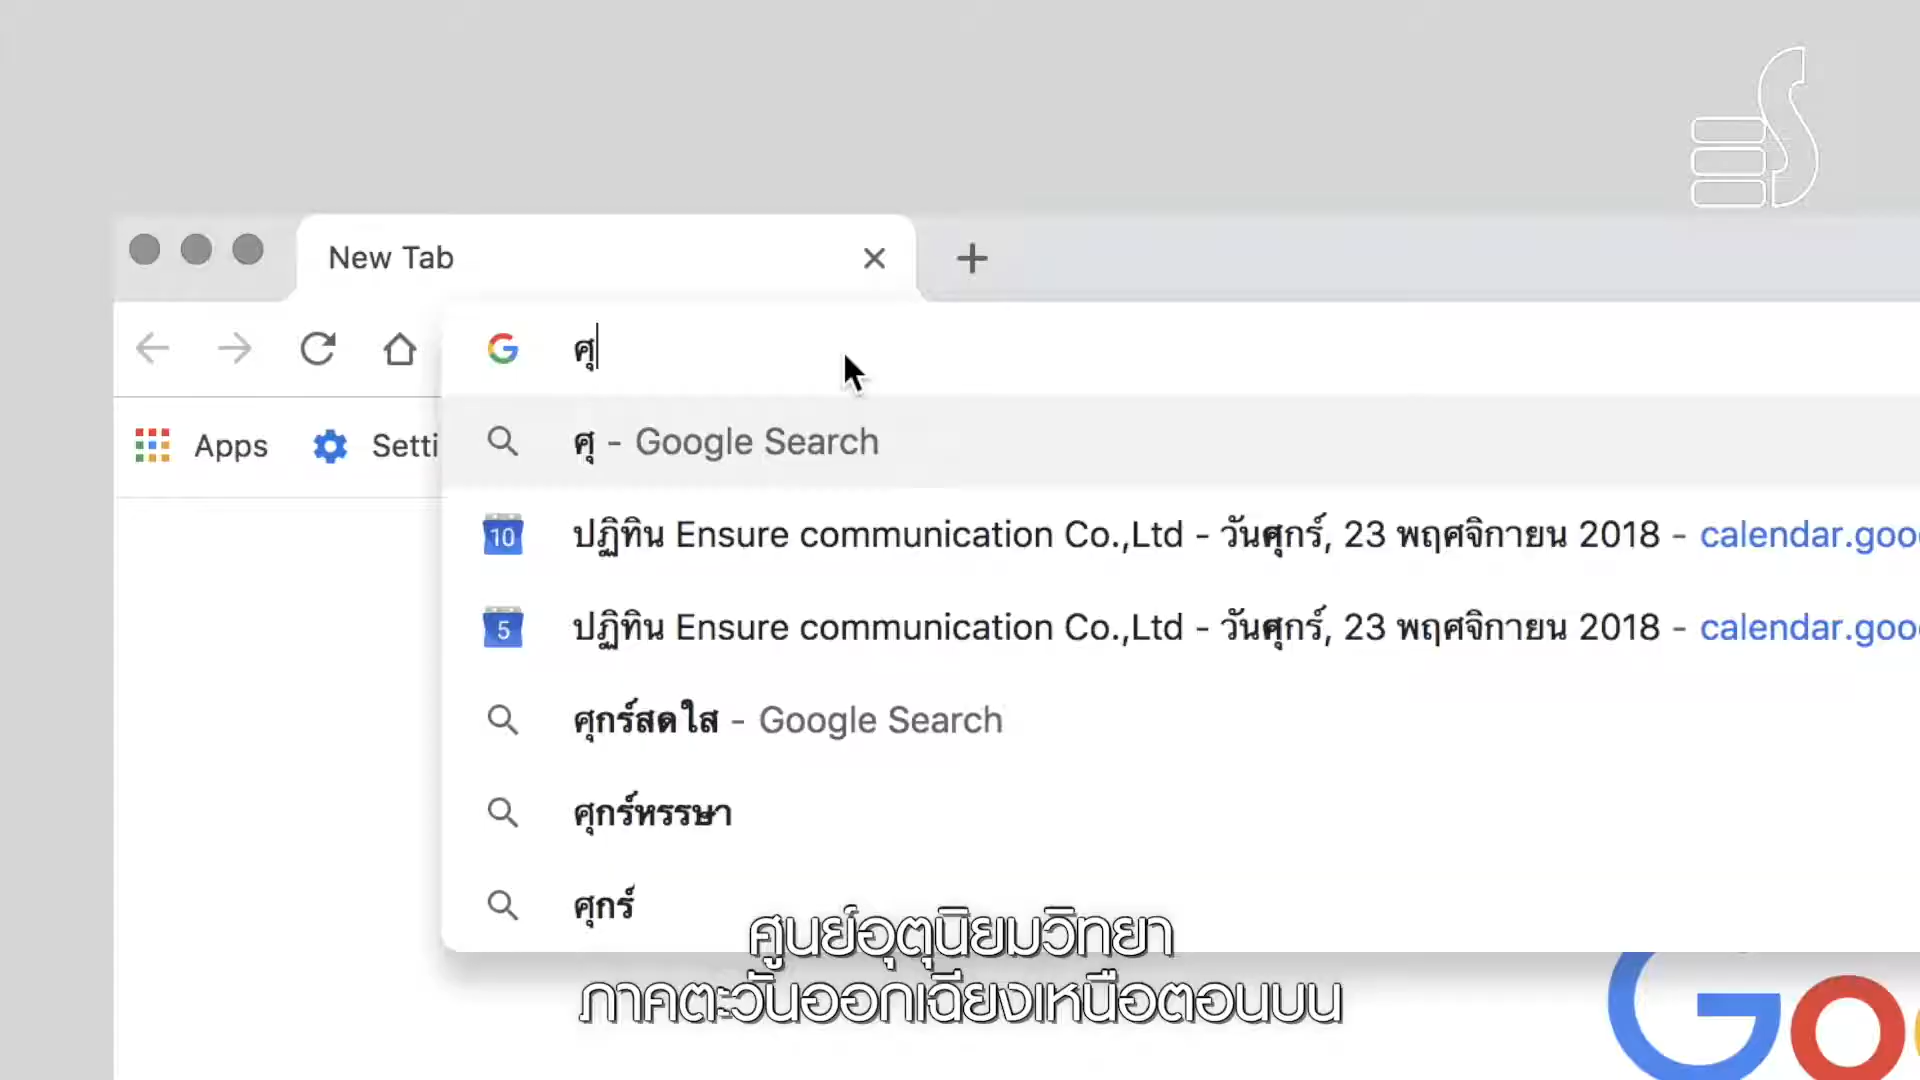 New Tab
ศุ
Apps
Setti
ศุ - Google Search
10
ปฏิทิน Ensure communication Co.,Ltd - วันศุกร์, 23 พฤศจิกายน 2018 - calendar.goo
5
ปฏิทิน Ensure communication Co.,Ltd - วันศุกร์, 23 พฤศจิกายน 2018 - calendar.goo
ศุกร์สดใส - Google Search
ศุกร์หรรษา
ศุกร์
ศูนย์อุตุนิยมวิทยา
ภาคตะวันออกเฉียงเหนือตอนบน
Go